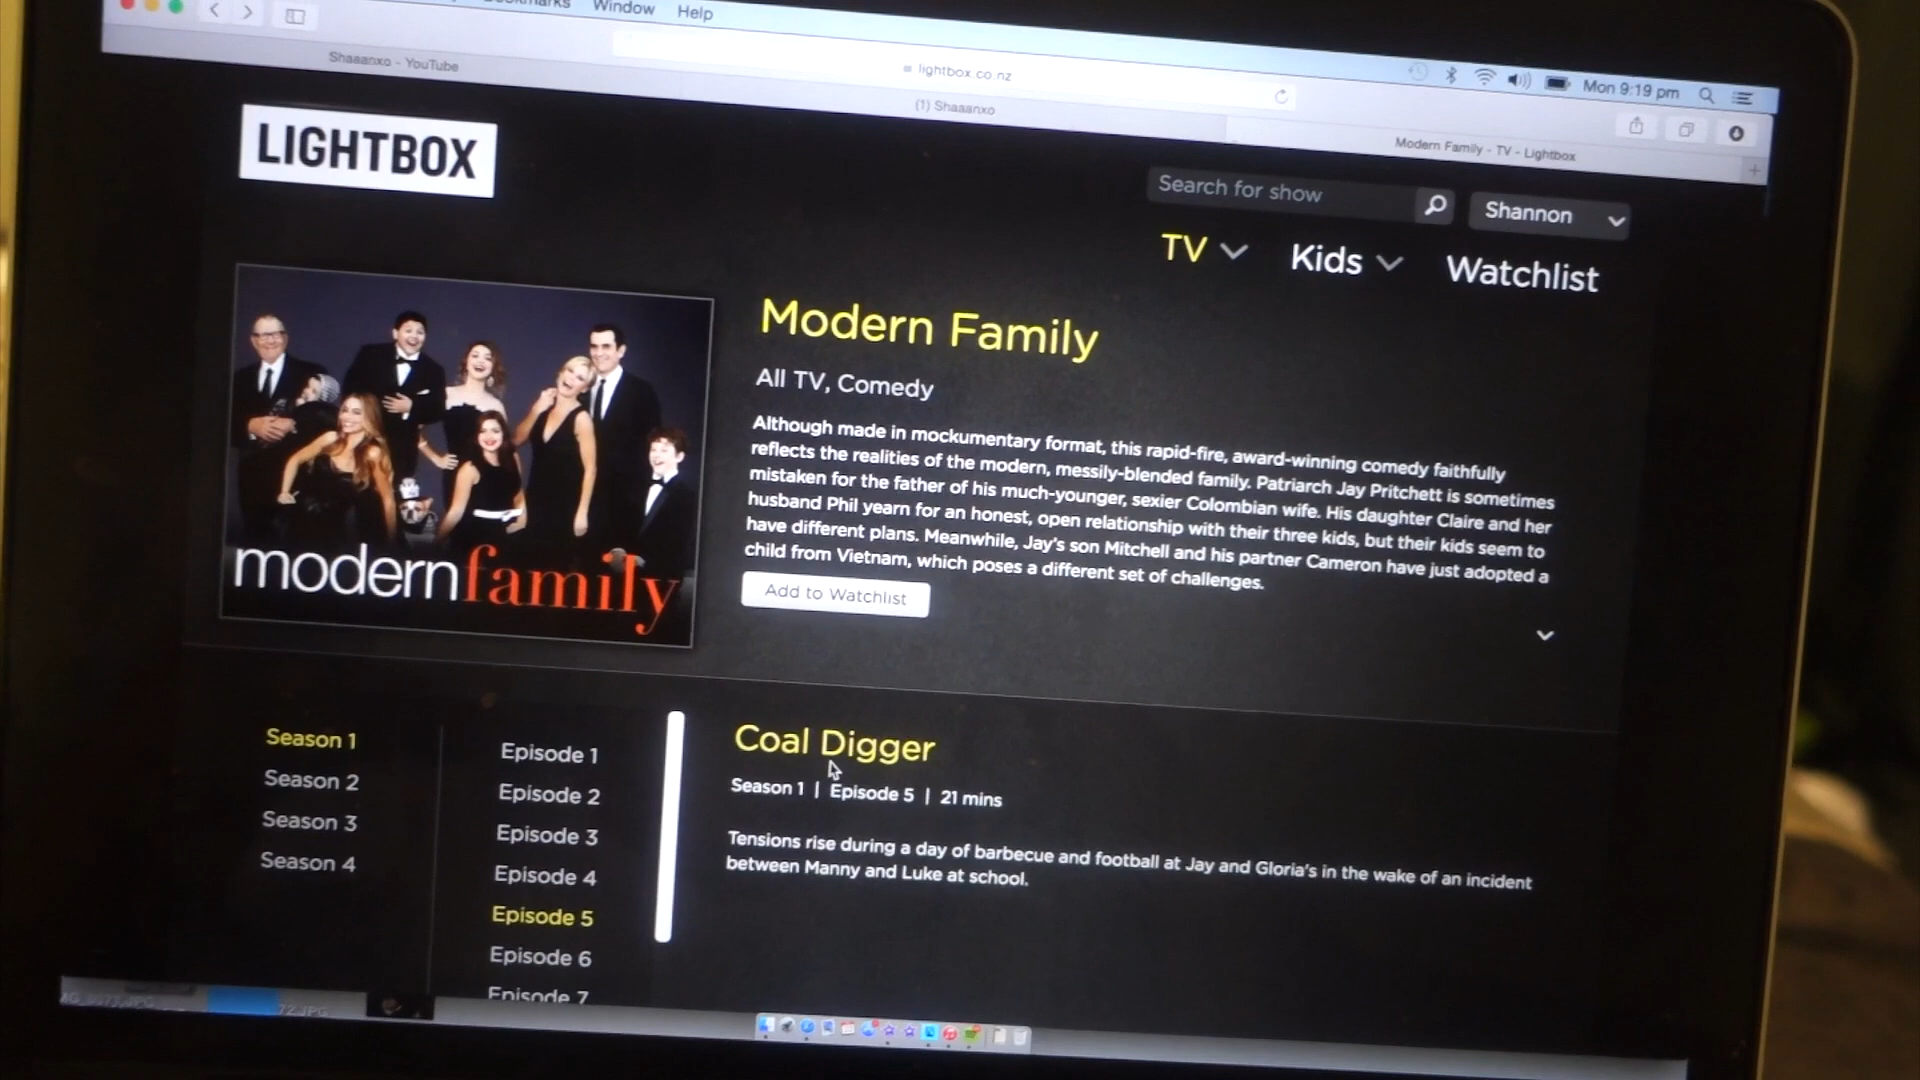 Window Help
Mon 9:19 pm
lightbox.co.nz
Shaaanxo - YouTube
(1) Shaaanxo
Modern Family - TV - Lightbox
LIGHTBOX
Search for show
Shannon
TV Kids Watchlist
Modern Family
All TV, Comedy
Although made in mockumentary format, this rapid-fire, award-winning comedy faithfully
reflects the realities of the modern, messily-blended family. Patriarch Jay Pritchett is sometimes
mistaken for the father of his much-younger, sexier Colombian wife. His daughter Claire and her
husband Phil yearn for an honest, open relationship with their three kids, but their kids seem to
have different plans. Meanwhile, Jay's son Mitchell and his partner Cameron have just adopted a
child from Vietnam, which poses a different set of challenges.
Add to Watchlist
modernfamily
Season 1
Season 2
Season 3
Season 4
Episode 1
Episode 2
Episode 3
Episode 4
Episode 5
Episode 6
Episode 7
Coal Digger
Season 1 | Episode 5 | 21 mins
Tensions rise during a day of barbecue and football at Jay and Gloria's in the wake of an incident
between Manny and Luke at school.
72.JPG